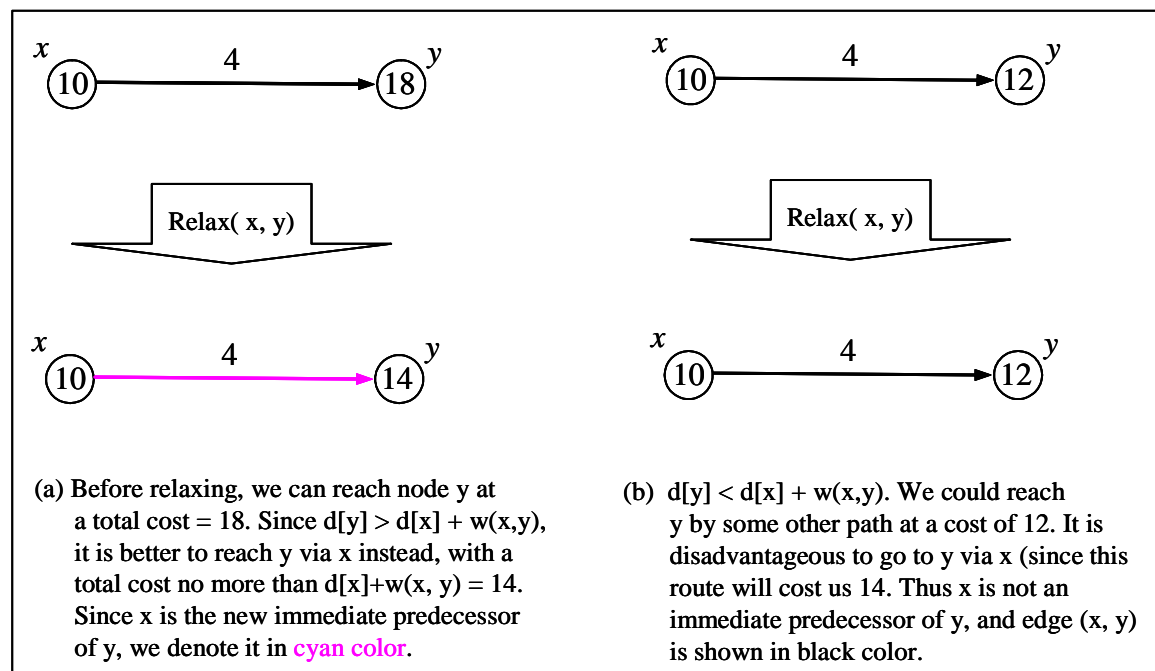 x
4
y
10
18
Relax( x, y)
x
4
y
10
14
(a) Before relaxing, we can reach node y at
a total cost = 18. Since d[y] > d[x] + w(x,y),
it is better to reach y via x instead, with a
total cost no more than d[x]+w(x, y) = 14.
Since x is the new immediate predecessor
of y, we denote it in cyan color.
x
4
y
10
12
Relax( x, y)
x
4
y
10
12
(b) d[y] < d[x] + w(x,y). We could reach
y by some other path at a cost of 12. It is
disadvantageous to go to y via x (since this
route will cost us 14. Thus x is not an
immediate predecessor of y, and edge (x, y)
is shown in black color.